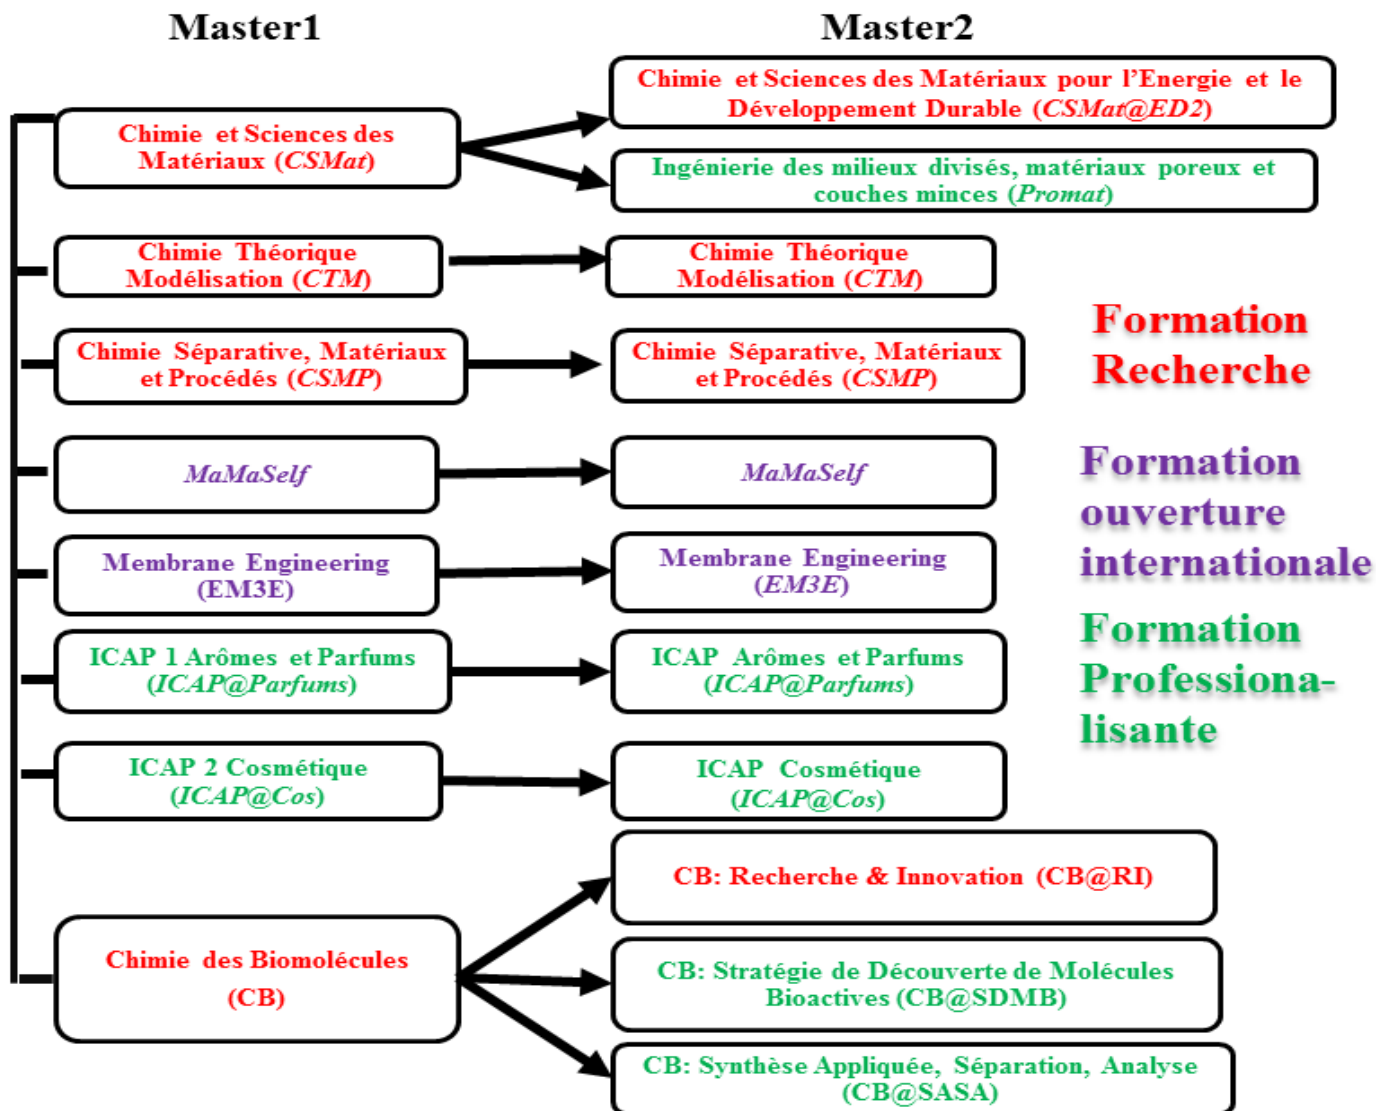 Master1
Master2
Chimie et Sciences des
Matériaux (CSMat)
Chimie et Sciences des Matériaux pour l'Energie et le
Développement Durable (CSMat@ED2)
Ingénierie des milieux divisés, matériaux poreux et
couches minces (Promat)
Chimie Théorique
Modélisation (CTM)
Chimie Théorique
Modélisation (CTM)
Chimie Séparative, Matériaux
et Procédés (CSMP)
Chimie Séparative, Matériaux
et Procédés (CSMP)
MaMaSelf
MaMaSelf
Membrane Engineering
(EM3E)
Membrane Engineering
(EM3E)
ICAP 1 Arômes et Parfums
(ICAP@Parfums)
ICAP Arômes et Parfums
(ICAP@Parfums)
ICAP 2 Cosmétique
(ICAP@Cos)
ICAP Cosmétique
(ICAP@Cos)
Chimie des Biomolécules
(CB)
CB: Recherche & Innovation (CB@RI)
CB: Stratégie de Découverte de Molécules
Bioactives (CB@SDMB)
CB: Synthèse Appliquée, Séparation, Analyse
(CB@SASA)
Formation
Recherche
Formation
ouverture
internationale
Formation
Professiona-
lisante